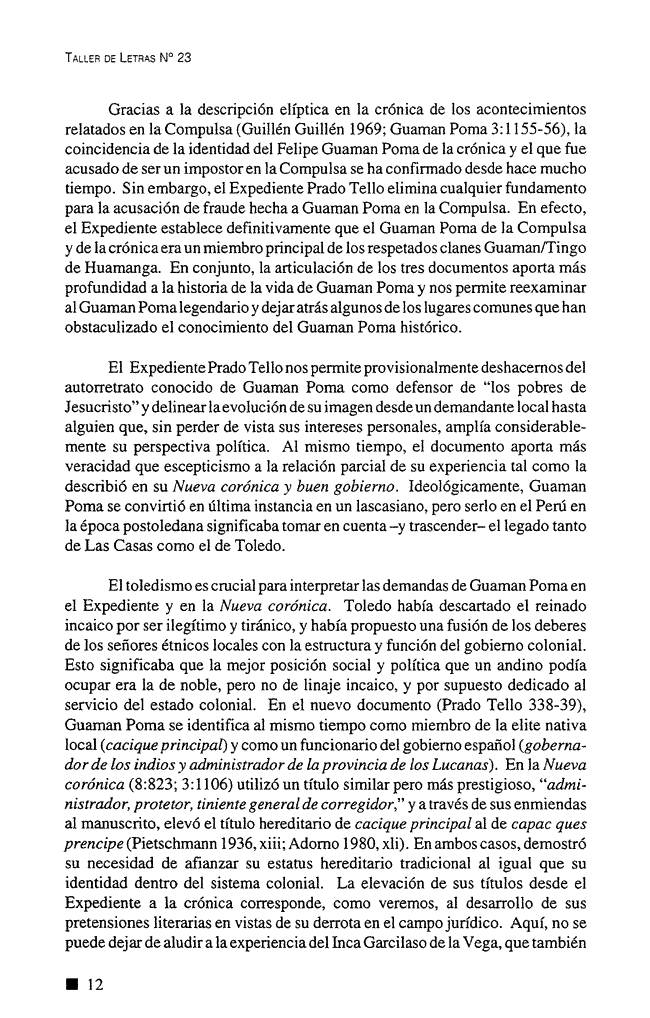 TALLER DE LETRAS N° 23
Gracias a la descripción elíptica en la crónica de los acontecimientos
relatados en la Compulsa (Guillén Guillén 1969; Guaman Poma 3:1155-56), la
coincidencia de la identidad del Felipe Guaman Poma de la crónica y el que fue
acusado de ser un impostor en la Compulsa se ha confirmado desde hace mucho
tiempo. Sin embargo, el Expediente Prado Tello elimina cualquier fundamento
para la acusación de fraude hecha a Guaman Poma en la Compulsa. En efecto,
el Expediente establece definitivamente que el Guaman Poma de la Compulsa
y de la crónica era un miembro principal de los respetados clanes Guaman/Tingo
de Huamanga. En conjunto, la articulación de los tres documentos aporta más
profundidad a la historia de la vida de Guaman Poma y nos permite reexaminar
al Guaman Poma legendario y dejar atrás algunos de los lugares comunes que han
obstaculizado el conocimiento del Guaman Poma histórico.
El Expediente Prado Tello nos permite provisionalmente deshacernos del
autorretrato conocido de Guaman Poma como defensor de “los pobres de
Jesucristo” y delinear la evolución de su imagen desde un demandante local hasta
alguien que, sin perder de vista sus intereses personales, amplía considerable-
mente su perspectiva política. Al mismo tiempo, el documento aporta más
veracidad que escepticismo a la relación parcial de su experiencia tal como la
describió en su Nueva corónica y buen gobierno. Ideológicamente, Guaman
Poma se convirtió en última instancia en un lascasiano, pero serlo en el Perú en
la época postoledana significaba tomar en cuenta –y trascender– el legado tanto
de Las Casas como el de Toledo.
El toledismo es crucial para interpretar las demandas de Guaman Poma en
el Expediente y en la Nueva corónica. Toledo había descartado el reinado
incaico por ser ilegítimo y tiránico, y había propuesto una fusión de los deberes
de los señores étnicos locales con la estructura y función del gobierno colonial.
Esto significaba que la mejor posición social y política que un andino podía
ocupar era la de noble, pero no de linaje incaico, y por supuesto dedicado al
servicio del estado colonial. En el nuevo documento (Prado Tello 338-39),
Guaman Poma se identifica al mismo tiempo como miembro de la elite nativa
local (cacique principal) y como un funcionario del gobierno español (goberna-
dor de los indios y administrador de la provincia de los Lucanas). En la Nueva
corónica (8:823; 3:1106) utilizó un título similar pero más prestigioso, “admi-
nistrador, protetor, tiniente general de corregidor,” y a través de sus enmiendas
al manuscrito, elevó el título hereditario de cacique principal al de capac ques
prencipe (Pietschmann 1936, xiii; Adorno 1980, xli). En ambos casos, demostró
su necesidad de afianzar su estatus hereditario tradicional al igual que su
identidad dentro del sistema colonial. La elevación de sus títulos desde el
Expediente a la crónica corresponde, como veremos, al desarrollo de sus
pretensiones literarias en vistas de su derrota en el campo jurídico. Aquí, no se
puede dejar de aludir a la experiencia del Inca Garcilaso de la Vega, que también
■ 12